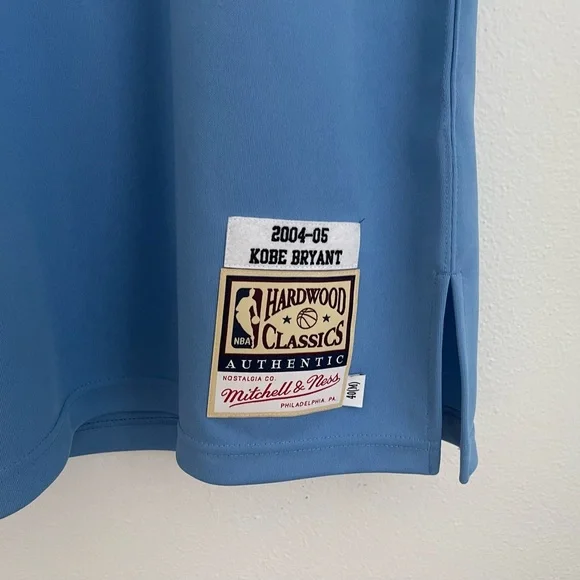 2004-05
KOBE BRYANT
HARDWOOD
CLASSICS
NBA
AUTHENTIC
NOSTALGIA CO.
Mitchell & Ness
PHILADELPHIA, PA.
40(M)